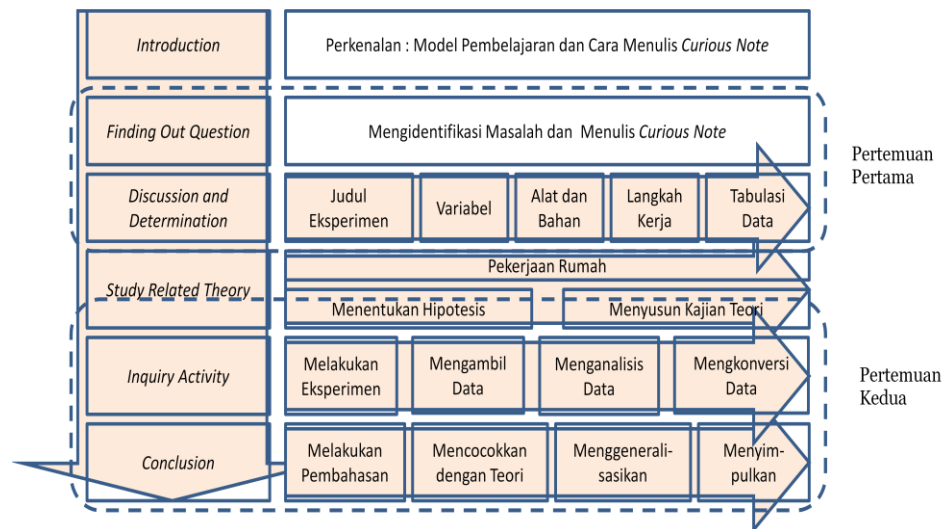 Introduction
Perkenalan : Model Pembelajaran dan Cara Menulis Curious Note
Finding Out Question
Mengidentifikasi Masalah dan Menulis Curious Note
Pertemuan
Pertama
Discussion and
Determination
Judul
Eksperimen
Variabel
Alat dan
Bahan
Langkah
Kerja
Tabulasi
Data
Study Related Theory
Pekerjaan Rumah
Menentukan Hipotesis
Menyusun Kajian Teori
Inquiry Activity
Melakukan
Eksperimen
Mengambil
Data
Menganalisis
Data
Mengkonversi
Data
Pertemuan
Kedua
Conclusion
Melakukan
Pembahasan
Mencocokkan
dengan Teori
Menggenerali-
sasikan
Menyim-
pulkan